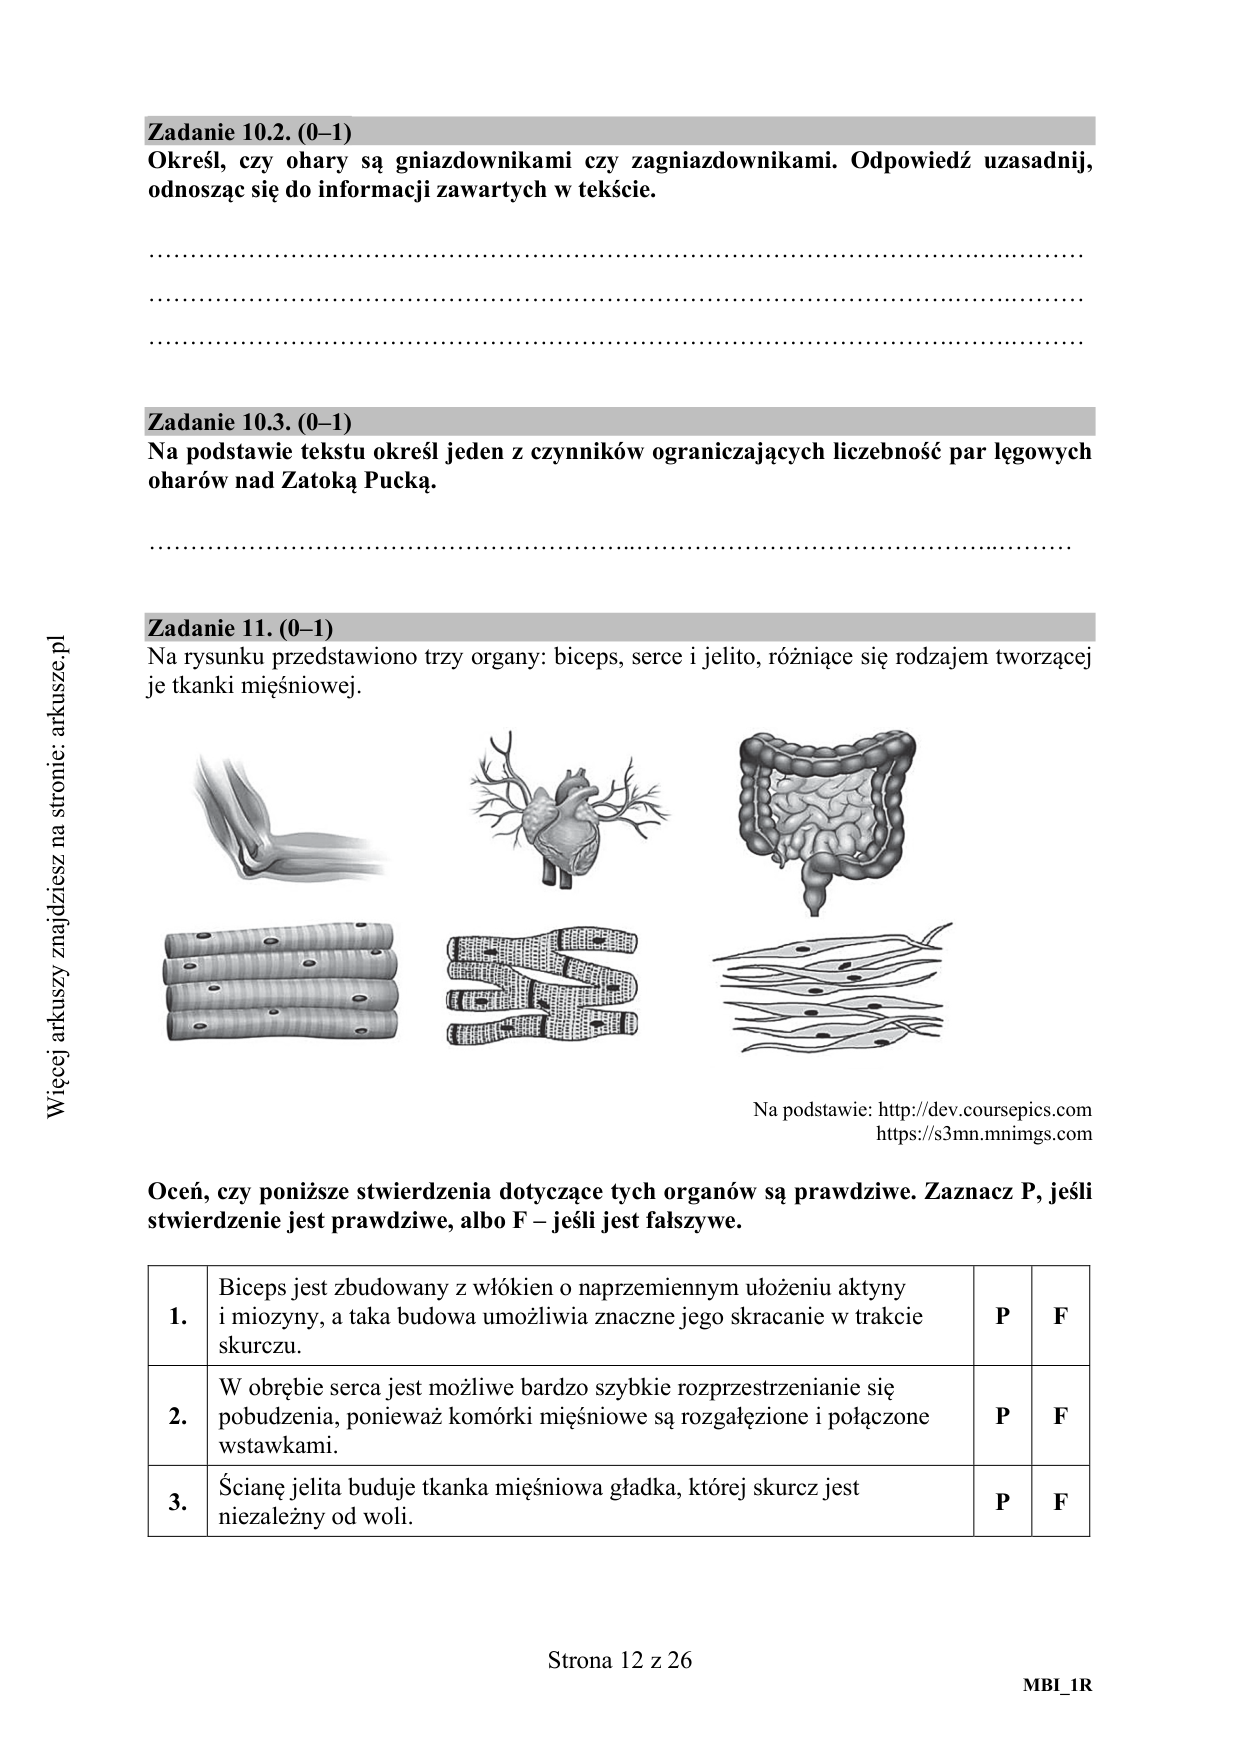 Zadanie 10.2. (0–1)
Określ, czy ohary są gniazdownikami czy zagniazdownikami. Odpowiedź uzasadnij,
odnosząc się do informacji zawartych w tekście.
……………………………………………………………………………………….….………
…………………………………………………………………………………….…….………
…………………………………………………………………………………….…….………
Zadanie 10.3. (0–1)
Na podstawie tekstu określ jeden z czynników ograniczających liczebność par lęgowych
oharów nad Zatoką Pucką.
…………………………………………………..……………………………………..………
Zadanie 11. (0–1)
Na rysunku przedstawiono trzy organy: biceps, serce i jelito, różniące się rodzajem tworzącej
je tkanki mięśniowej.
Na podstawie: http://dev.coursepics.com
https://s3mn.mnimgs.com
Oceń, czy poniższe stwierdzenia dotyczące tych organów są prawdziwe. Zaznacz P, jeśli
stwierdzenie jest prawdziwe, albo F – jeśli jest fałszywe.
1.
Biceps jest zbudowany z włókien o naprzemiennym ułożeniu aktyny
i miozyny, a taka budowa umożliwia znaczne jego skracanie w trakcie
skurczu.
P
F
2.
W obrębie serca jest możliwe bardzo szybkie rozprzestrzenianie się
pobudzenia, ponieważ komórki mięśniowe są rozgałęzione i połączone
wstawkami.
P
F
3.
Ścianę jelita buduje tkanka mięśniowa gładka, której skurcz jest
niezależny od woli.
P
F
Strona 12 z 26
MBI_1R
Więcej arkuszy znajdziesz na stronie: arkusze.pl